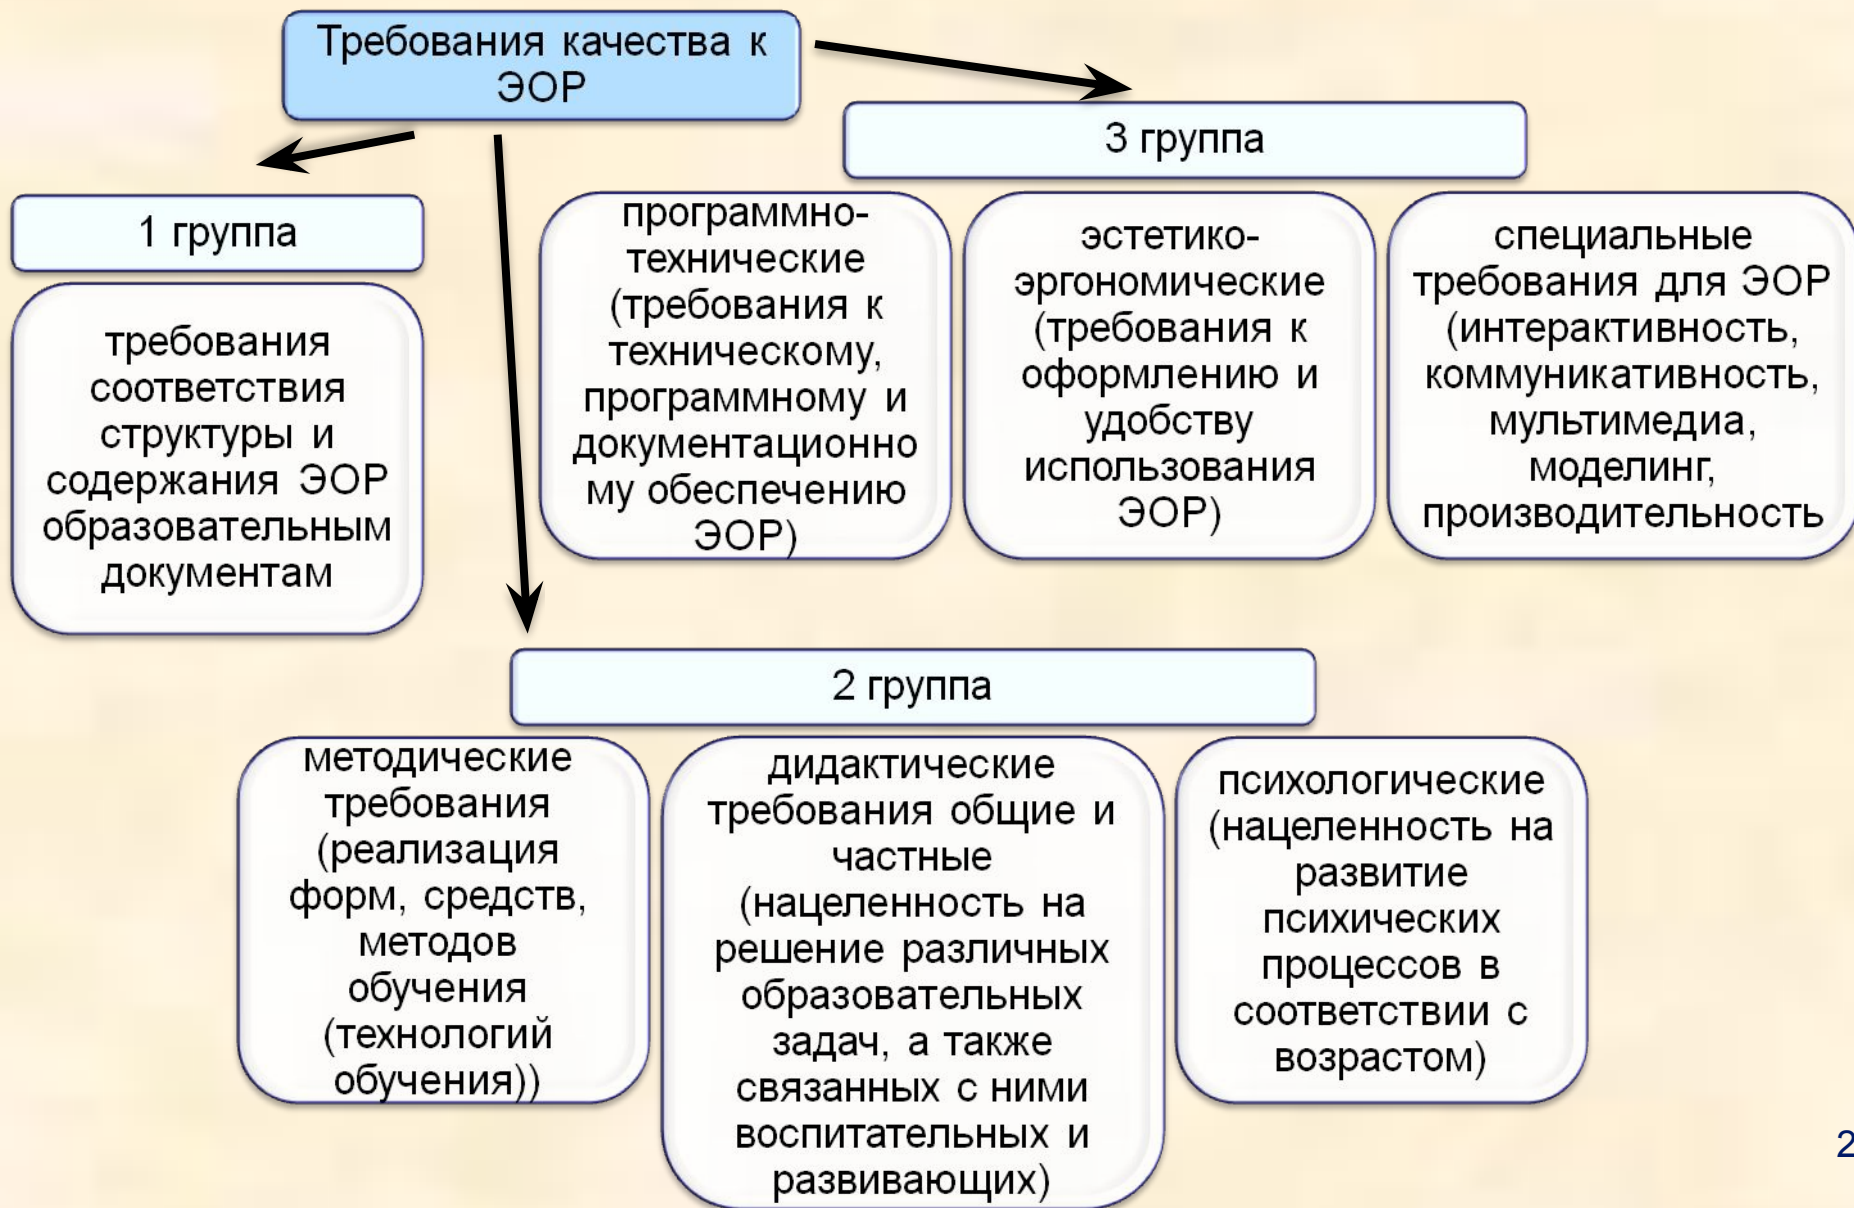 Требования качества к
ЭОР
1 группа
требования
соответствия
структуры и
содержания ЭОР
образовательным
документам
3 группа
программно-
технические
(требования к
техническому,
программному и
документационно
му обеспечению
ЭОР)
эстетико-
эргономические
(требования к
оформлению и
удобству
использования
ЭОР)
специальные
требования для ЭОР
(интерактивность,
коммуникативность,
мультимедиа,
моделинг,
производительность
2 группа
методические
требования
(реализация
форм, средств,
методов
обучения
(технологий
обучения))
дидактические
требования общие и
частные
(нацеленность на
решение различных
образовательных
задач, а также
связанных с ними
воспитательных и
развивающих)
психологические
(нацеленность на
развитие
психических
процессов в
соответствии с
возрастом)
2